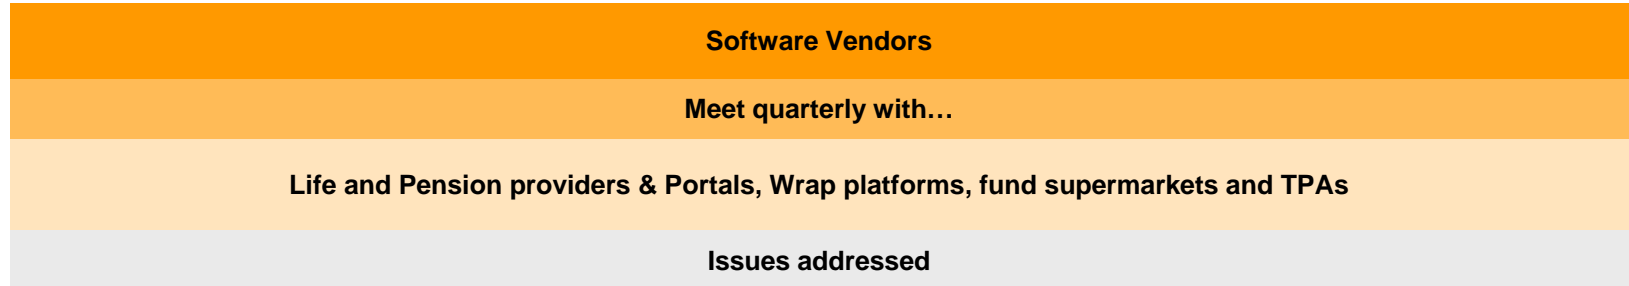 Software Vendors
Meet quarterly with…
Life and Pension providers & Portals, Wrap platforms, fund supermarkets and TPAs
Issues addressed